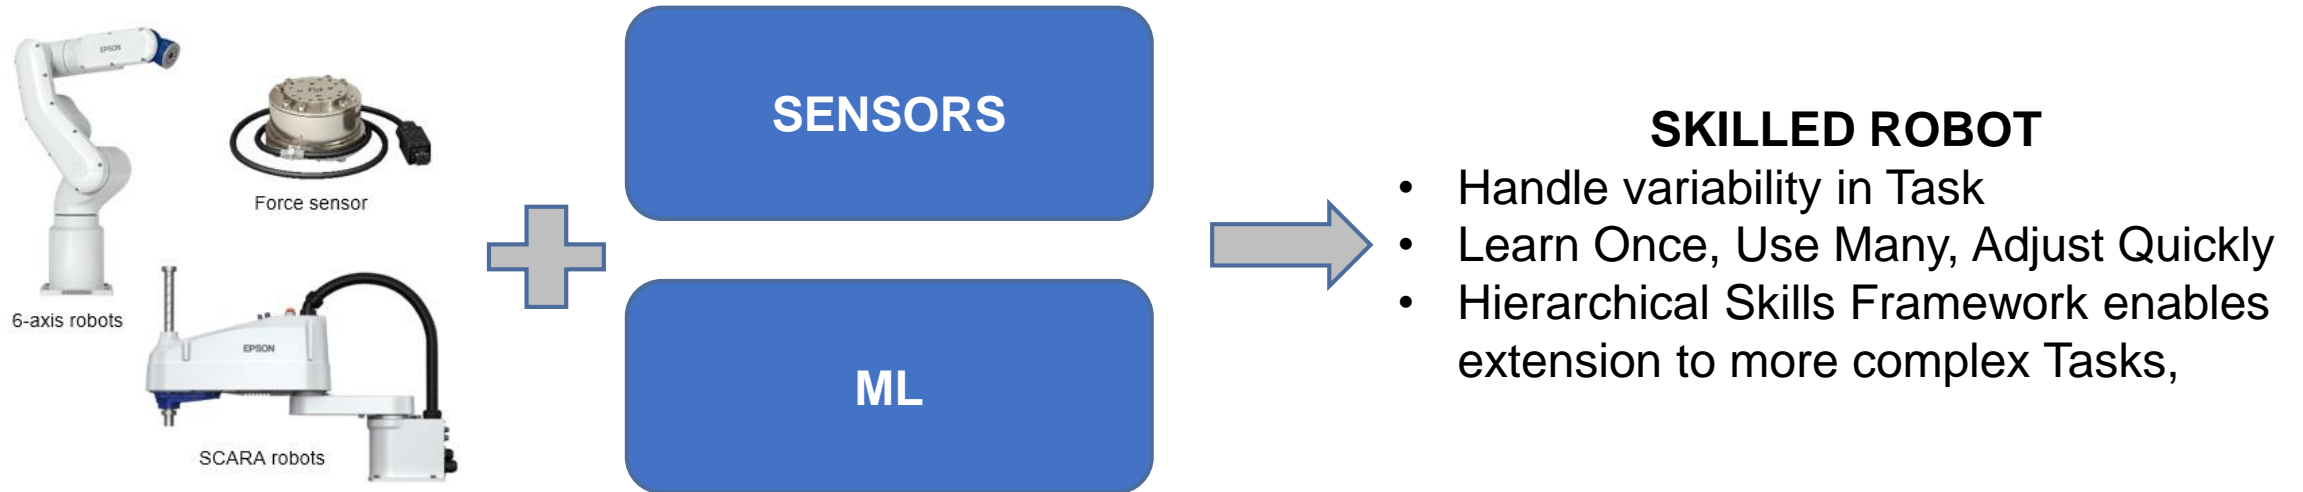 EPSON
Force sensor
6-axis robots
EPSON
SCARA robots
SENSORS
ML
SKILLED ROBOT
• Handle variability in Task
• Learn Once, Use Many, Adjust Quickly
• Hierarchical Skills Framework enables
extension to more complex Tasks,